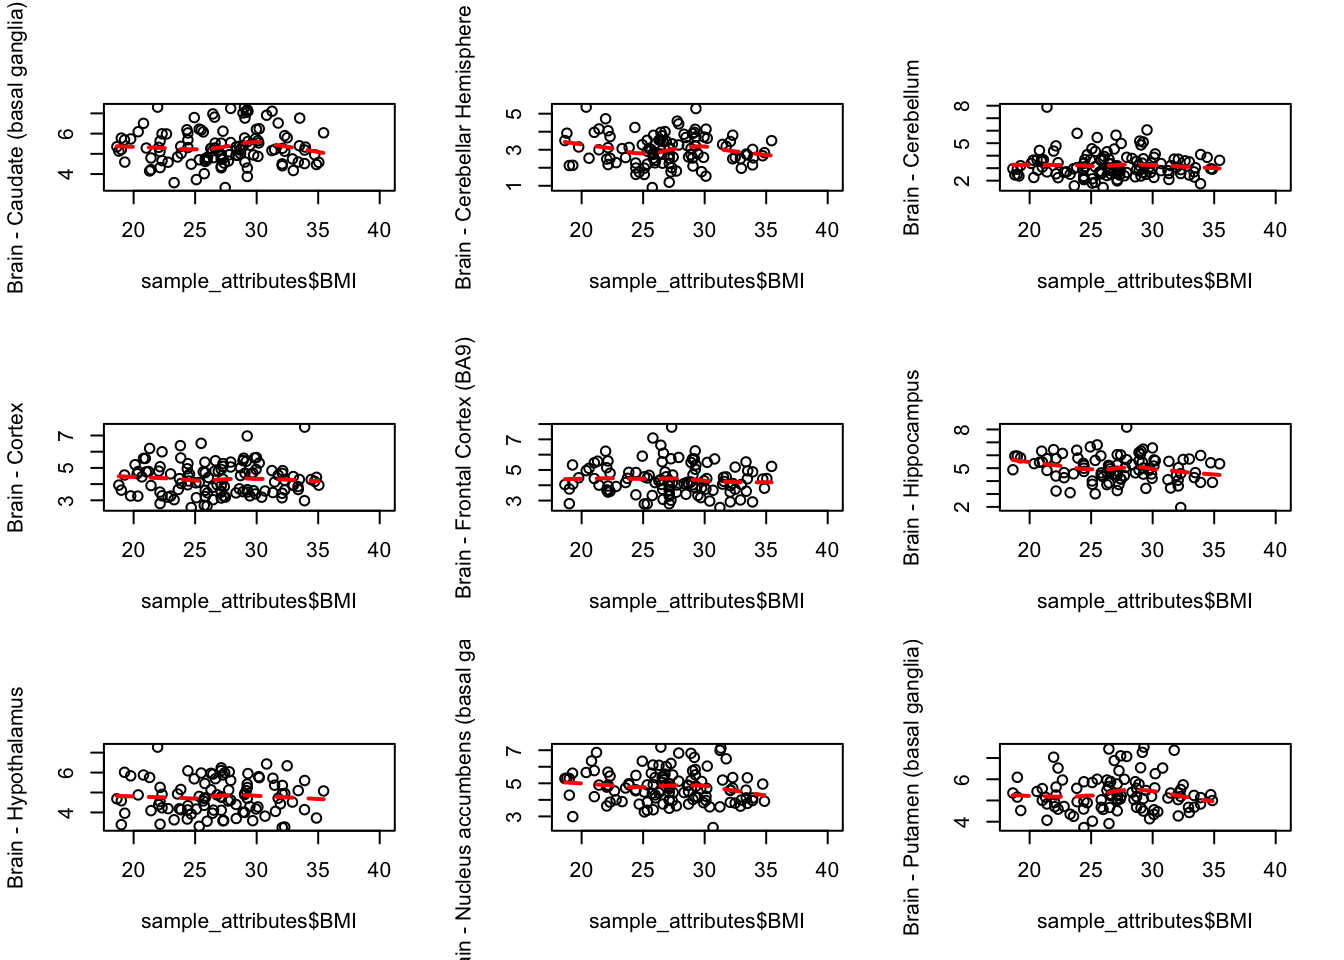 Brain - Caudate (basal ganglia)
6
4
20 25 30 35 40
sample_attributes$BMI
Brain - Cerebellar Hemisphere
5
3
1
20 25 30 35 40
sample_attributes$BMI
Brain - Cerebellum
8
5
2
20 25 30 35 40
sample_attributes$BMI
Brain - Cortex
7
5
3
20 25 30 35 40
sample_attributes$BMI
Brain - Frontal Cortex (BA9)
7
5
3
20 25 30 35 40
sample_attributes$BMI
Brain - Hippocampus
8
5
2
20 25 30 35 40
sample_attributes$BMI
Brain - Hypothalamus
6
4
20 25 30 35 40
sample_attributes$BMI
ain - Nucleus accumbens (basal ga
7
5
3
20 25 30 35 40
sample_attributes$BMI
Brain - Putamen (basal ganglia)
6
4
20 25 30 35 40
sample_attributes$BMI